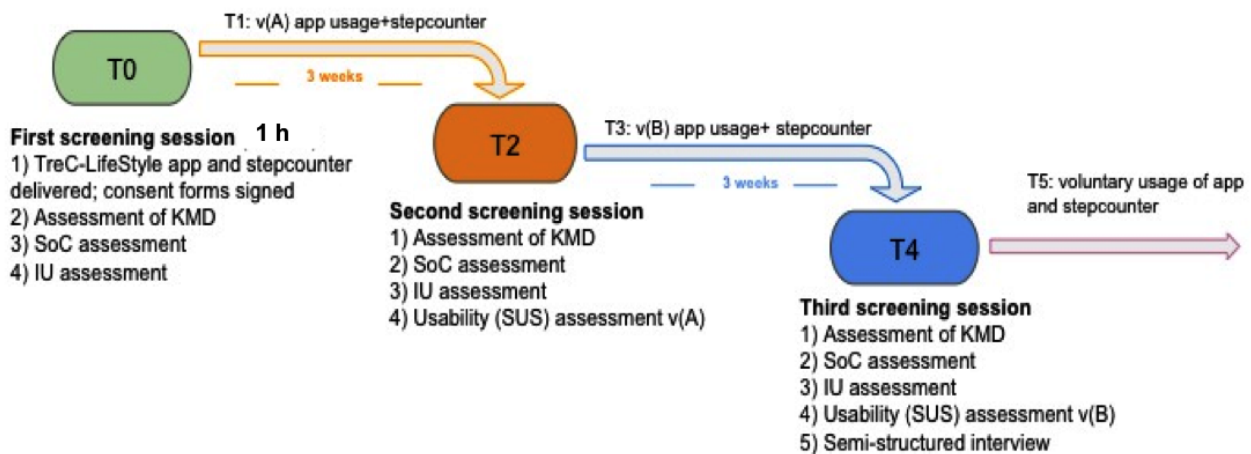 T1: v(A) app usage+stepcounter
T0
3 weeks
First screening session 1 h
1) TreC-LifeStyle app and stepcounter
delivered; consent forms signed
2) Assessment of KMD
3) SoC assessment
4) IU assessment
T2
T3: v(B) app usage+ stepcounter
3 weeks
Second screening session
1) Assessment of KMD
2) SoC assessment
3) IU assessment
4) Usability (SUS) assessment v(A)
T4
T5: voluntary usage of app
and stepcounter
Third screening session
1) Assessment of KMD
2) SoC assessment
3) IU assessment
4) Usability (SUS) assessment v(B)
5) Semi-structured interview